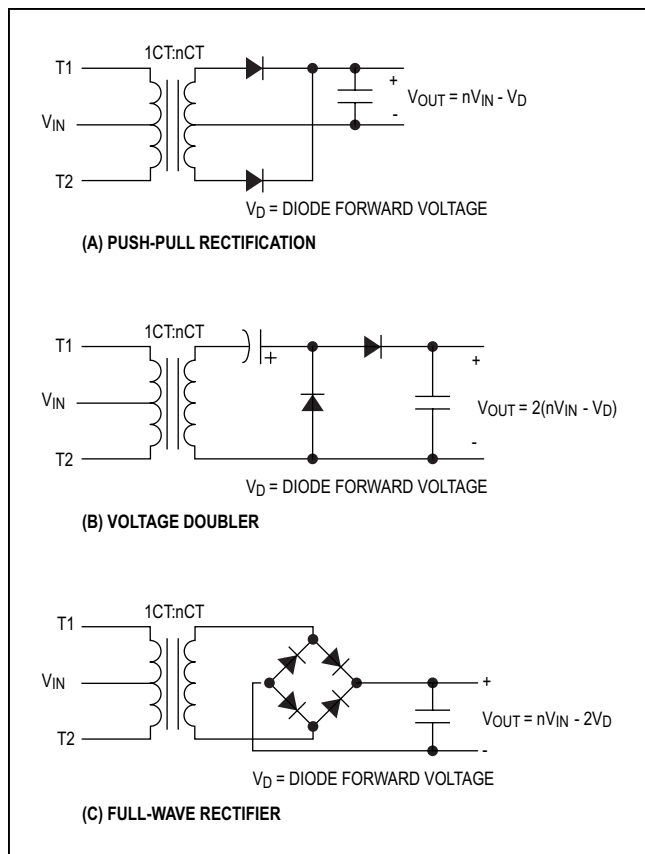 1CT:nCT
T1
VIN
T2
+
-
VOUT = nVIN - VD
VD = DIODE FORWARD VOLTAGE
(A) PUSH-PULL RECTIFICATION
1CT:nCT
T1
VIN
T2
+
+
-
VOUT = 2(nVIN - VD)
VD = DIODE FORWARD VOLTAGE
(B) VOLTAGE DOUBLER
1CT:nCT
T1
VIN
T2
+
-
VOUT = nVIN - 2VD
VD = DIODE FORWARD VOLTAGE
(C) FULL-WAVE RECTIFIER